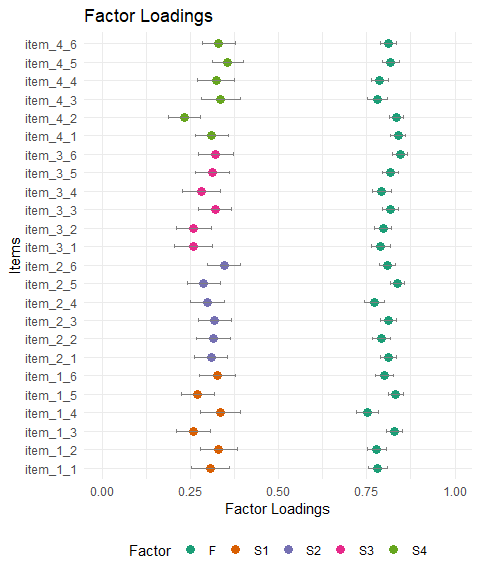 Factor Loadings
item_4_6
item_4_5
item_4_4
item_4_3
item_4_2
item_4_1
item_3_6
item_3_5
item_3_4
item_3_3
item_3_2
item_3_1
item_2_6
item_2_5
item_2_4
item_2_3
item_2_2
item_2_1
item_1_6
item_1_5
item_1_4
item_1_3
item_1_2
item_1_1
Items
0.00 0.25 0.50 0.75 1.00
Factor Loadings
Factor F S1 S2 S3 S4